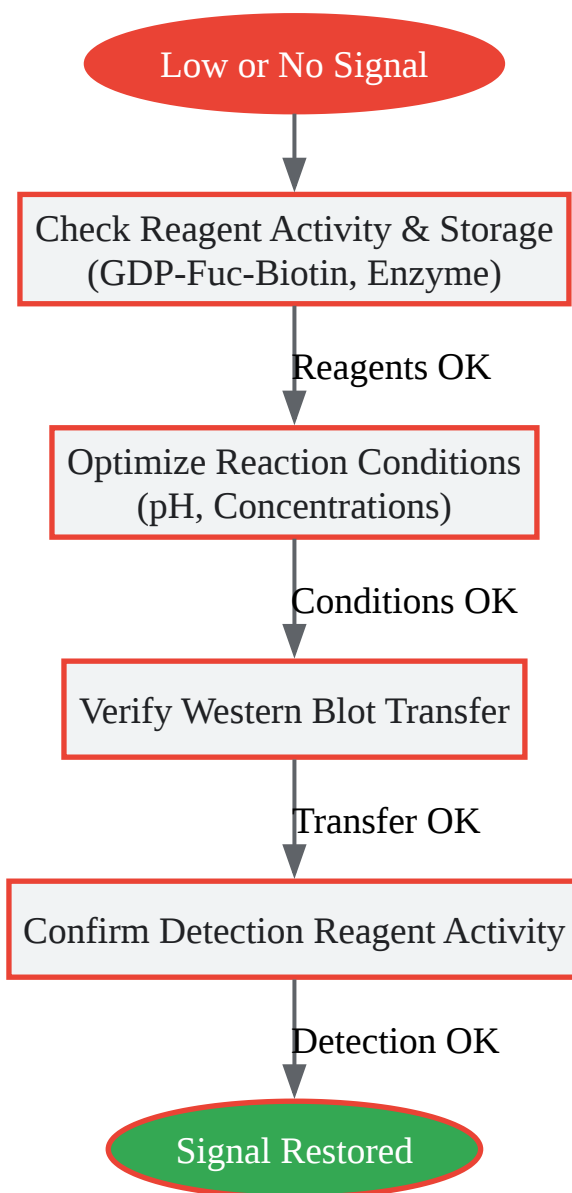 Low or No Signal
Check Reagent Activity & Storage
(GDP-Fuc-Biotin, Enzyme)
Reagents OK
Optimize Reaction Conditions
(pH, Concentrations)
Conditions OK
Verify Western Blot Transfer
Transfer OK
Confirm Detection Reagent Activity
Detection OK
Signal Restored